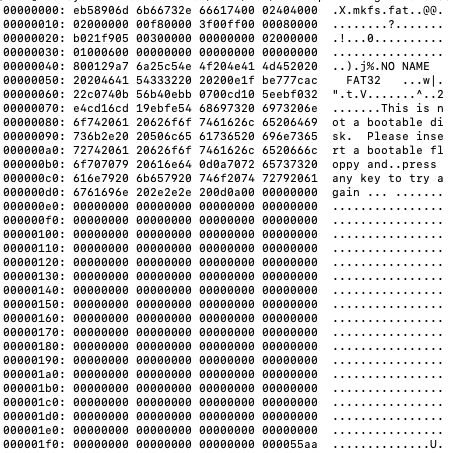 00000000: eb58906d 6b66732e 66617400 02404000  .X.mkfs.fat..@@.
00000010: 02000000 00f80000 3f00ff00 00080000  ........?.......
00000020: b021f905 00300000 00000000 02000000  .!...0..........
00000030: 01000600 00000000 00000000 00000000  ................
00000040: 800129a7 6a25c54e 4f204e41 4d452020  ..).j%.NO NAME
00000050: 20204641 54333220 20200e1f be777cac    FAT32   ...w|.
00000060: 22c0740b 56b40ebb 0700cd10 5eebf032  ".t.V.......^..2
00000070: e4cd16cd 19ebfe54 68697320 6973206e  .......This is n
00000080: 6f742061 20626f6f 7461626c 65206469  ot a bootable di
00000090: 736b2e20 20506c65 61736520 696e7365  sk.  Please inse
000000a0: 72742061 20626f6f 7461626c 6520666c  rt a bootable fl
000000b0: 6f707079 20616e64 0d0a7072 65737320  oppy and..press
000000c0: 616e7920 6b657920 746f2074 72792061  any key to try a
000000d0: 6761696e 202e2e2e 200d0a00 00000000  gain ... .......
000000e0: 00000000 00000000 00000000 00000000  ................
000000f0: 00000000 00000000 00000000 00000000  ................
00000100: 00000000 00000000 00000000 00000000  ................
00000110: 00000000 00000000 00000000 00000000  ................
00000120: 00000000 00000000 00000000 00000000  ................
00000130: 00000000 00000000 00000000 00000000  ................
00000140: 00000000 00000000 00000000 00000000  ................
00000150: 00000000 00000000 00000000 00000000  ................
00000160: 00000000 00000000 00000000 00000000  ................
00000170: 00000000 00000000 00000000 00000000  ................
00000180: 00000000 00000000 00000000 00000000  ................
00000190: 00000000 00000000 00000000 00000000  ................
000001a0: 00000000 00000000 00000000 00000000  ................
000001b0: 00000000 00000000 00000000 00000000  ................
000001c0: 00000000 00000000 00000000 00000000  ................
000001d0: 00000000 00000000 00000000 00000000  ................
000001e0: 00000000 00000000 00000000 00000000  ................
000001f0: 00000000 00000000 00000000 000055aa  ..............U.